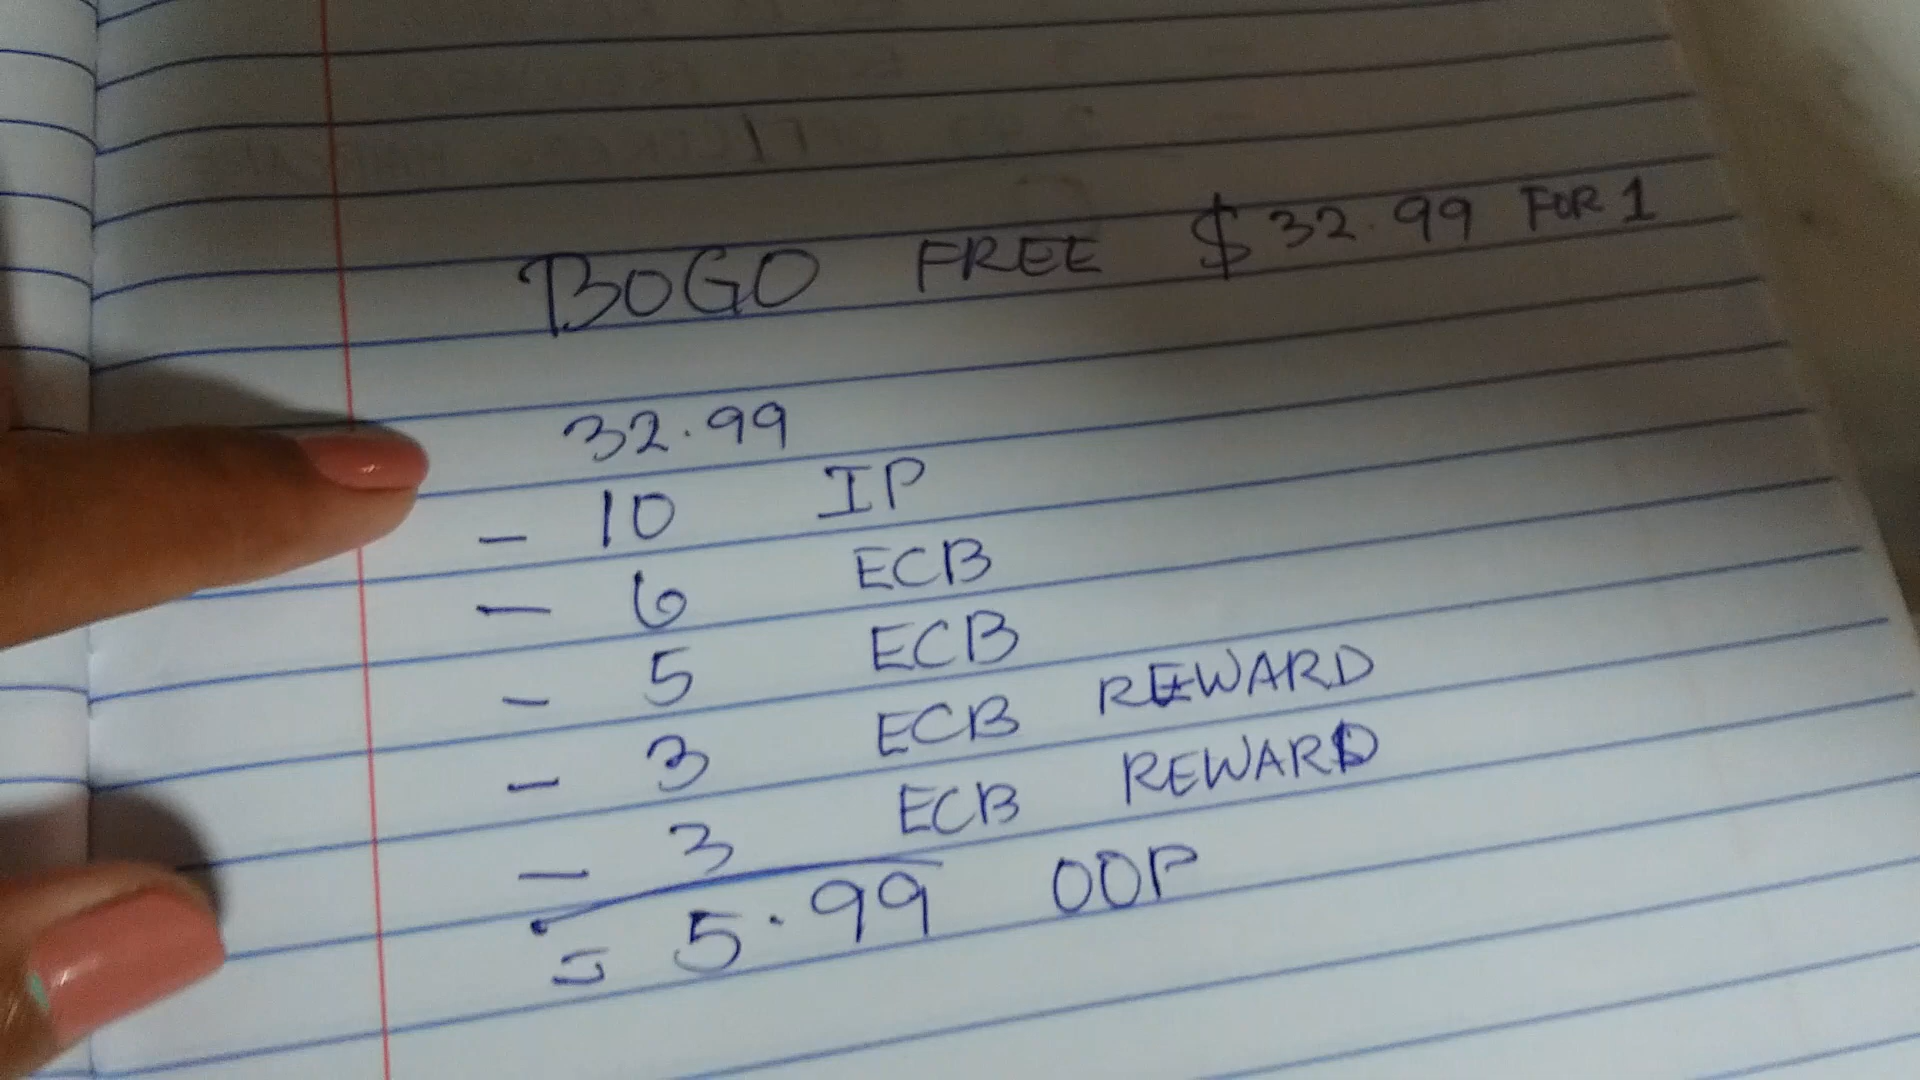 BOGO FREE $32.99 FOR 1
32.99
- 10 IP
- 6 ECB
- 5 ECB
- 3 ECB REWARD
- 3 ECB REWARD
= 5.99 OOP